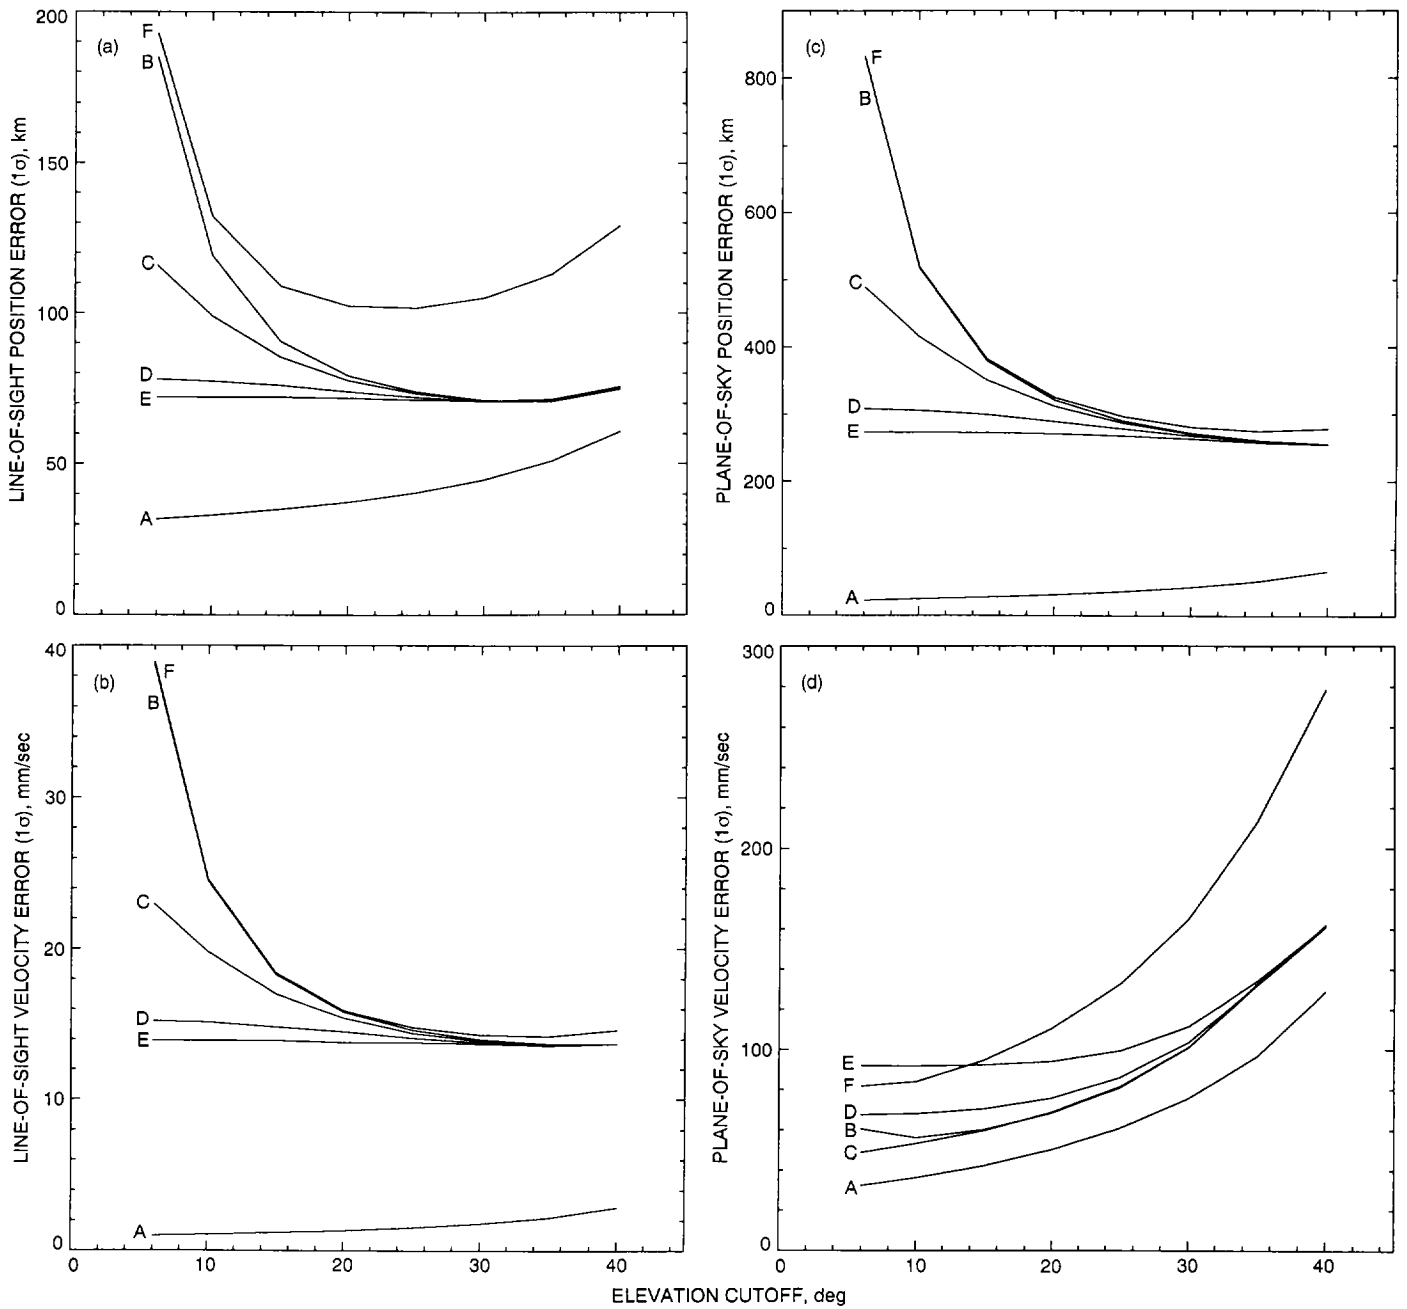 (a)
LINE-OF-SIGHT POSITION ERROR (1σ), km
200
150
100
50
0
F
B
C
D
E
A
(c)
PLANE-OF-SKY POSITION ERROR (1σ), km
800
600
400
200
0
F
B
C
D
E
A
(b)
LINE-OF-SIGHT VELOCITY ERROR (1σ), mm/sec
40
30
20
10
0
F
B
C
D
E
A
0 10 20 30 40
(d)
PLANE-OF-SKY VELOCITY ERROR (1σ), mm/sec
300
200
100
0
E
F
D
B
C
A
0 10 20 30 40
ELEVATION CUTOFF, deg